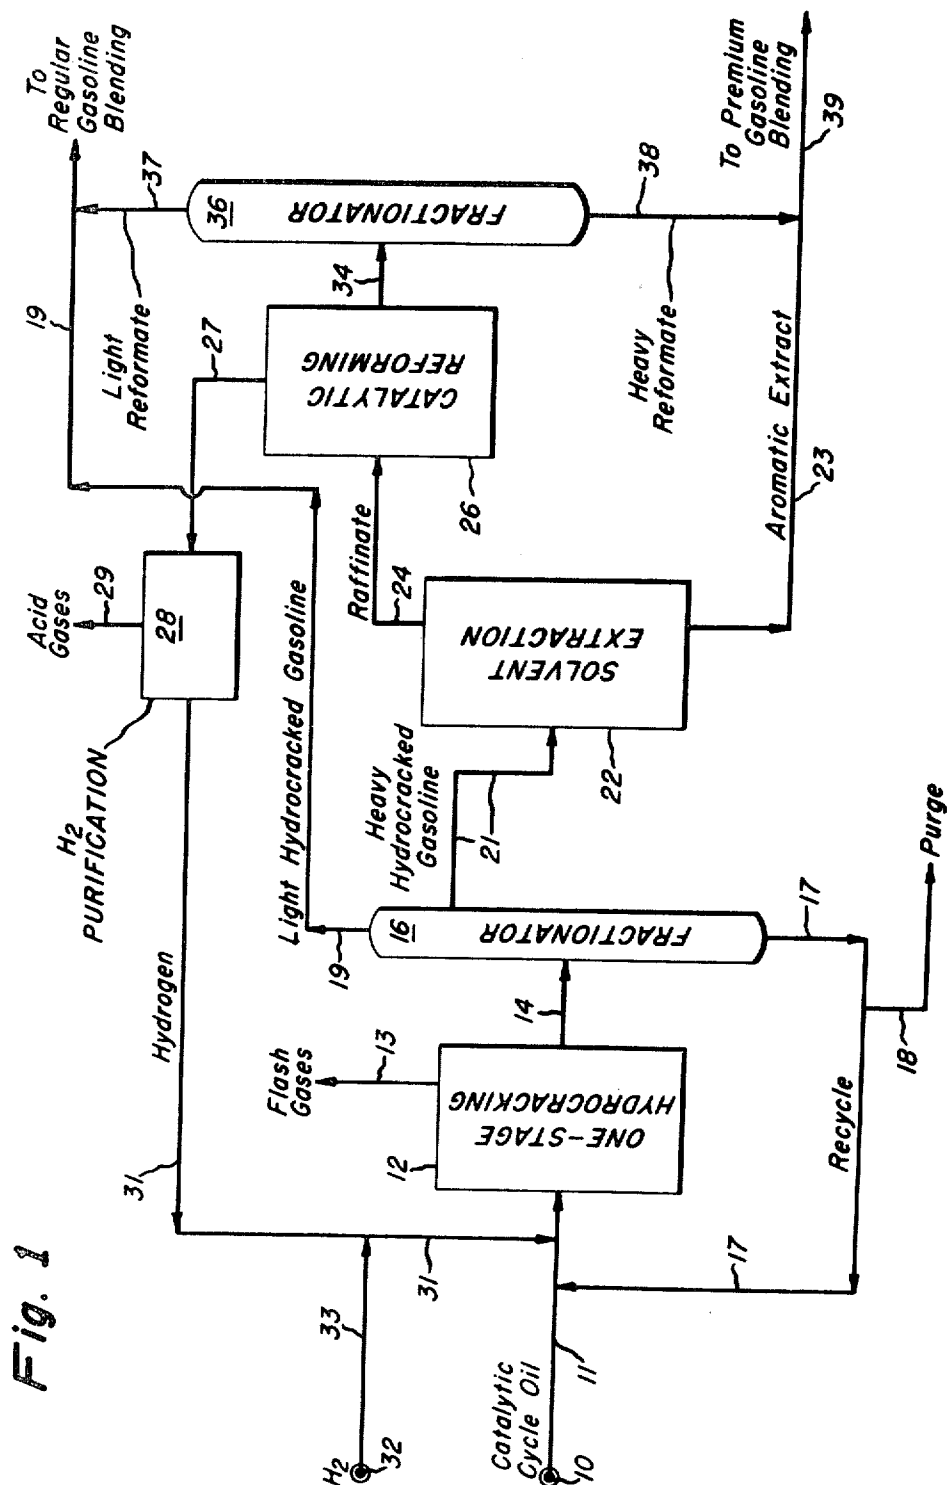 Fig. 1
H2
32
33
Catalytic
Cycle Oil
10
11
31
31
Hydrogen
17
Recycle
12
ONE-STAGE
HYDROCRACKING
Flash
Gases
13
14
18
Purge
17
19
16
FRACTIONATOR
H2
PURIFICATION
28
Acid
Gases
29
Light Hydrocracked Gasoline
Heavy
Hydrocracked
Gasoline
21
22
SOLVENT
EXTRACTION
Raffinate
24
26
CATALYTIC
REFORMING
27
34
19
Light
Reformate
37
36
FRACTIONATOR
Heavy
Reformate
38
Aromatic Extract
23
To
Regular
Gasoline
Blending
To Premium
Gasoline
Blending
39